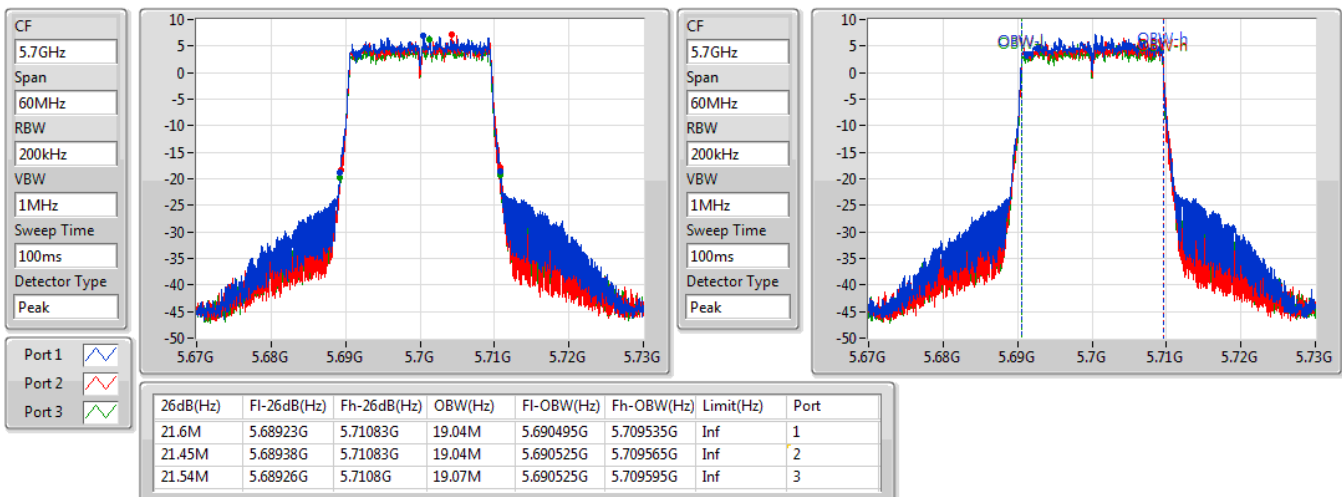 CF
5.7GHz
Span
60MHz
RBW
200kHz
VBW
1MHz
Sweep Time
100ms
Detector Type
Peak
10
5
0
-5
-10
-15
-20
-25
-30
-35
-40
-45
-50
5.67G 5.68G 5.69G 5.7G 5.71G 5.72G 5.73G
CF
5.7GHz
Span
60MHz
RBW
200kHz
VBW
1MHz
Sweep Time
100ms
Detector Type
Peak
10
5
0
-5
-10
-15
-20
-25
-30
-35
-40
-45
-50
OBW-l OBW-h
5.67G 5.68G 5.69G 5.7G 5.71G 5.72G 5.73G
Port 1
Port 2
Port 3
26dB(Hz) Fl-26dB(Hz) Fh-26dB(Hz) OBW(Hz) Fl-OBW(Hz) Fh-OBW(Hz) Limit(Hz) Port
21.6M 5.68923G 5.71083G 19.04M 5.690495G 5.709535G Inf 1
21.45M 5.68938G 5.71083G 19.04M 5.690525G 5.709565G Inf 2
21.54M 5.68926G 5.7108G 19.07M 5.690525G 5.709595G Inf 3